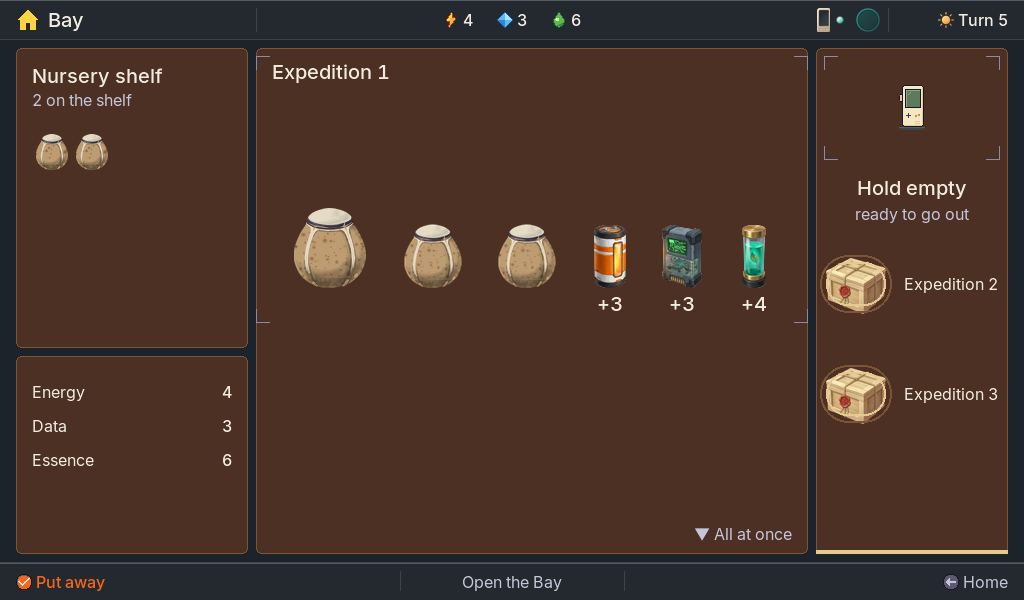 Bay
4
3
6
Turn 5
Nursery shelf
2 on the shelf
Energy 4
Data 3
Essence 6
Expedition 1
+3
+3
+4
▼ All at once
Hold empty
ready to go out
Expedition 2
Expedition 3
Put away
Open the Bay
Home